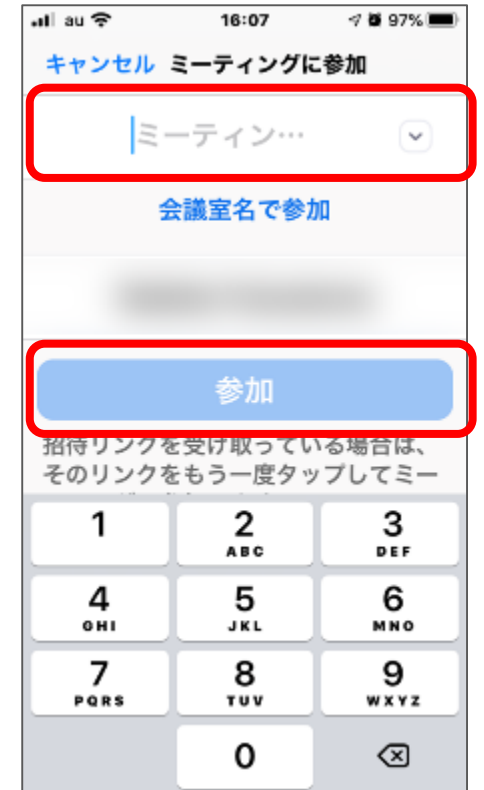 au 16:07 97%
キャンセル ミーティングに参加
ミーティン…
会議室名で参加
参加
招待リンクを受け取っている場合は、
そのリンクをもう一度タップしてミー
1 2 3
ABC DEF
4 5 6
GHI JKL MNO
7 8 9
PQRS TUV WXYZ
0